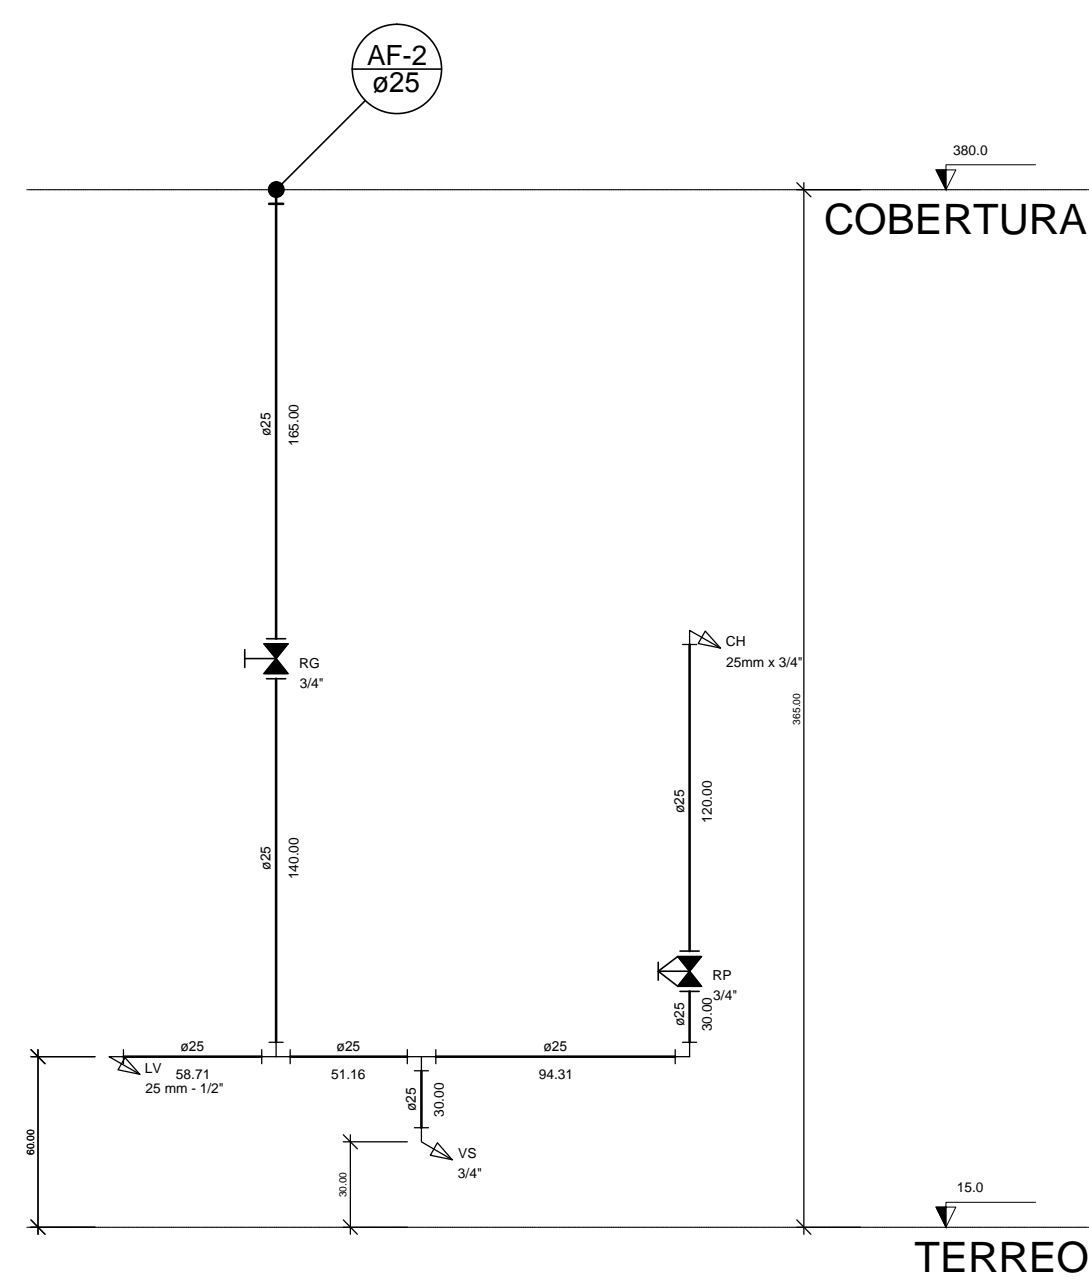 AF-2
ø25
380.0
COBERTURA
ø25
165.00
RG
3/4"
CH
25mm x 3/4"
365.00
ø25
120.00
ø25
140.00
RP
3/4"
ø25
30.00
ø25
58.71
LV
25 mm - 1/2"
ø25
51.16
ø25
94.31
ø25
30.00
60.00
VS
3/4"
30.00
15.0
TERREO